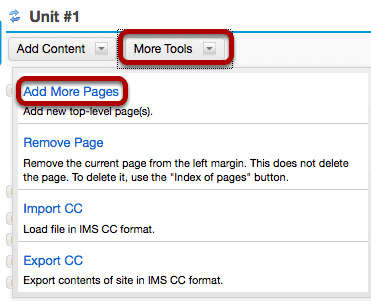 Unit #1
Add Content More Tools
Add More Pages
Add new top-level page(s).
Remove Page
Remove the current page from the left margin. This does not delete
the page. To delete it, use the "Index of pages" button.
Import CC
Load file in IMS CC format.
Export CC
Export contents of site in IMS CC format.